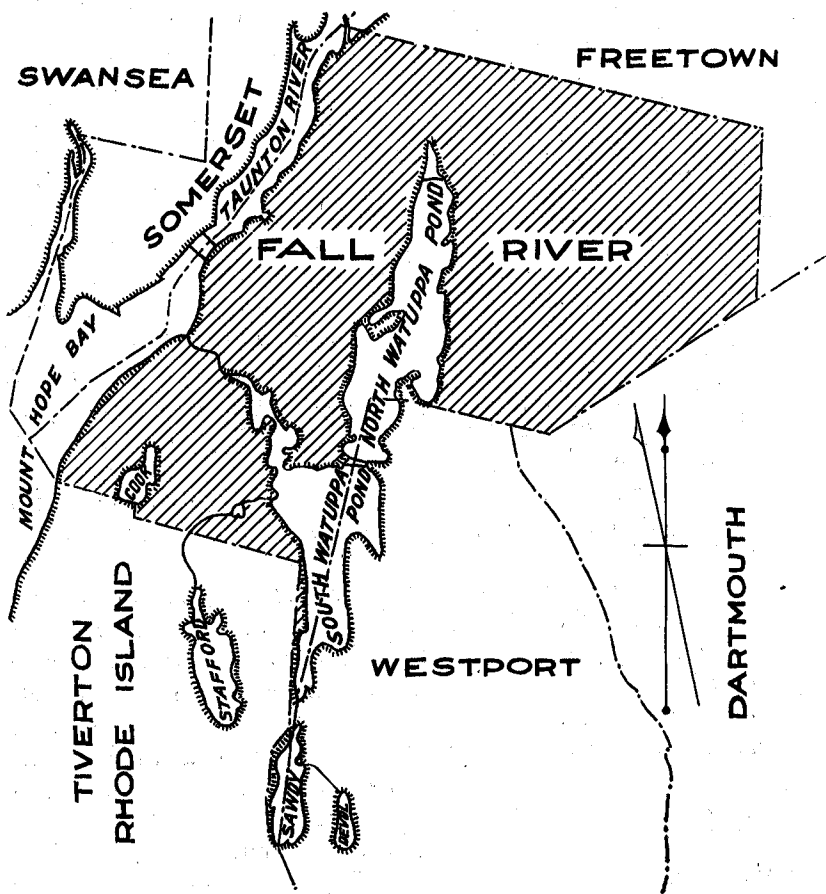 SWANSEA
FREETOWN
SOMERSET
TAUNTON RIVER
FALL RIVER
NORTH WATUPPA POND
MOUNT HOPE BAY
COOK
SOUTH WATUPPA POND
DARTMOUTH
TIVERTON
RHODE ISLAND
STAFFORD
WESTPORT
SAWDY
DEVOL